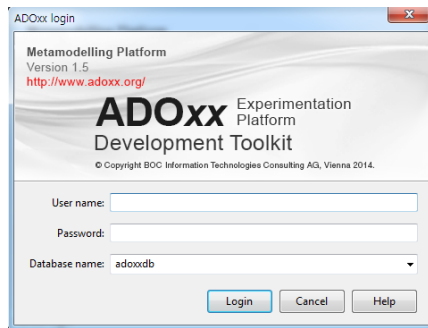 ADOxx login
Metamodelling Platform
Version 1.5
http://www.adoxx.org/
ADOxx Experimentation
Platform
Development Toolkit
© Copyright BOC Information Technologies Consulting AG, Vienna 2014.
User name:
Password:
Database name: adoxxdb
Login Cancel Help